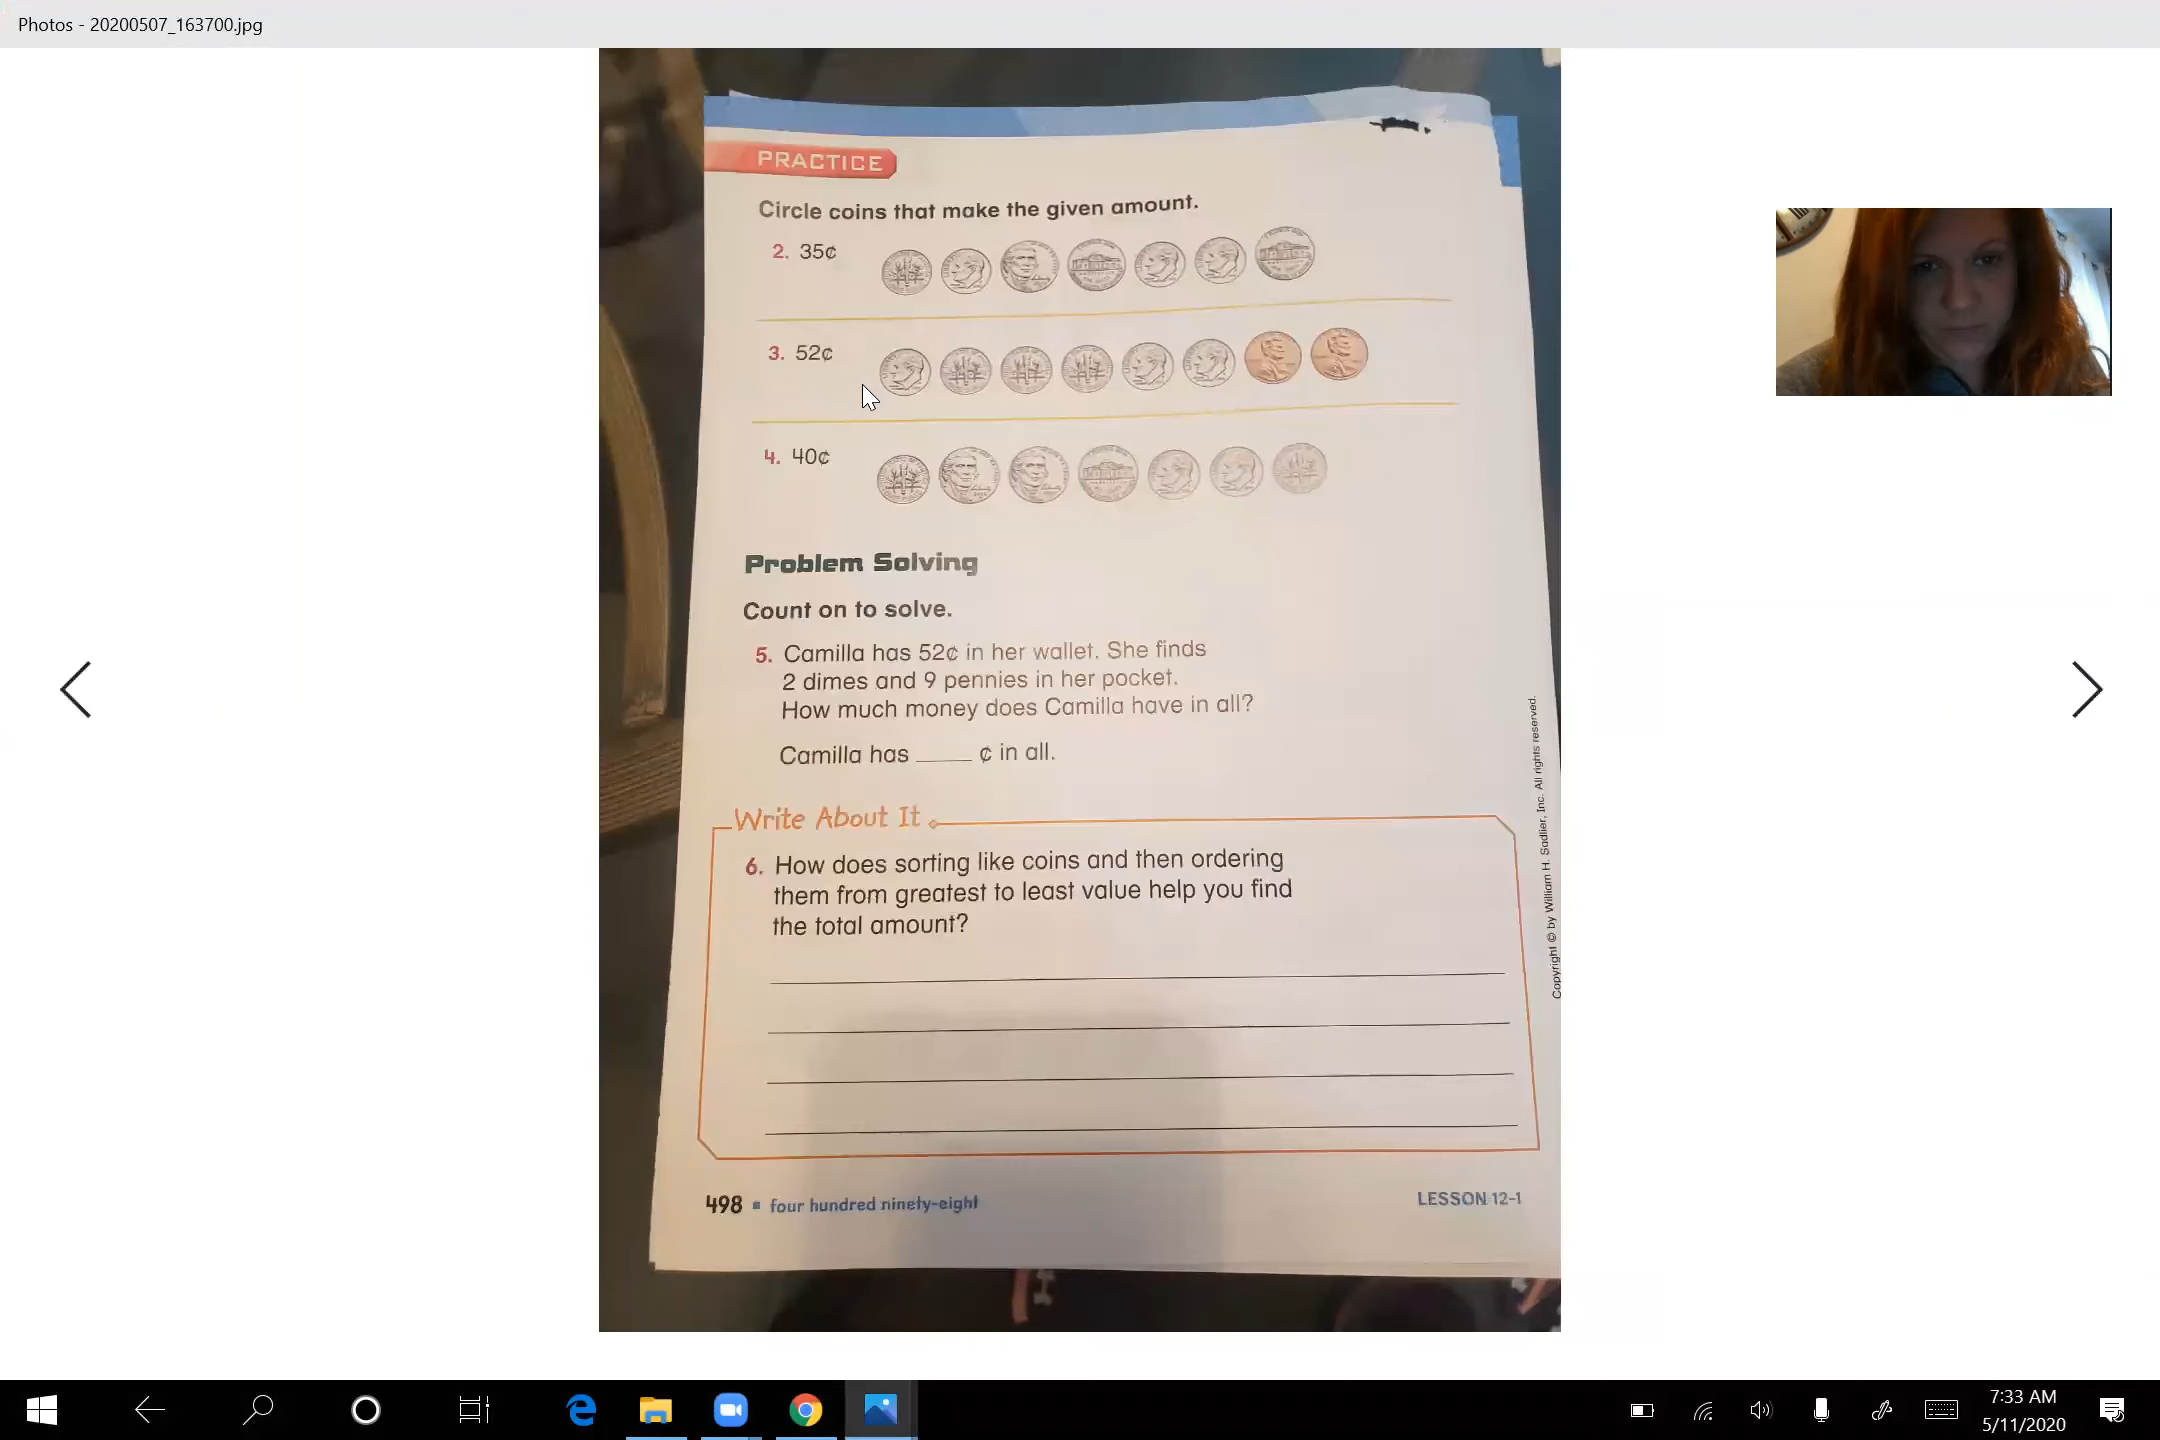 Photos - 20200507_163700.jpg
PRACTICE
Circle coins that make the given amount.
2. 35¢
3. 52¢
4. 40¢
Problem Solving
Count on to solve.
5. Camilla has 52¢ in her wallet. She finds
2 dimes and 9 pennies in her pocket.
How much money does Camilla have in all?
Camilla has ____ ¢ in all.
Write About It
6. How does sorting like coins and then ordering
them from greatest to least value help you find
the total amount?
Copyright © by William H. Sadlier, Inc. All rights reserved.
498 ▪ four hundred ninety-eight
LESSON 12-1
7:33 AM
5/11/2020